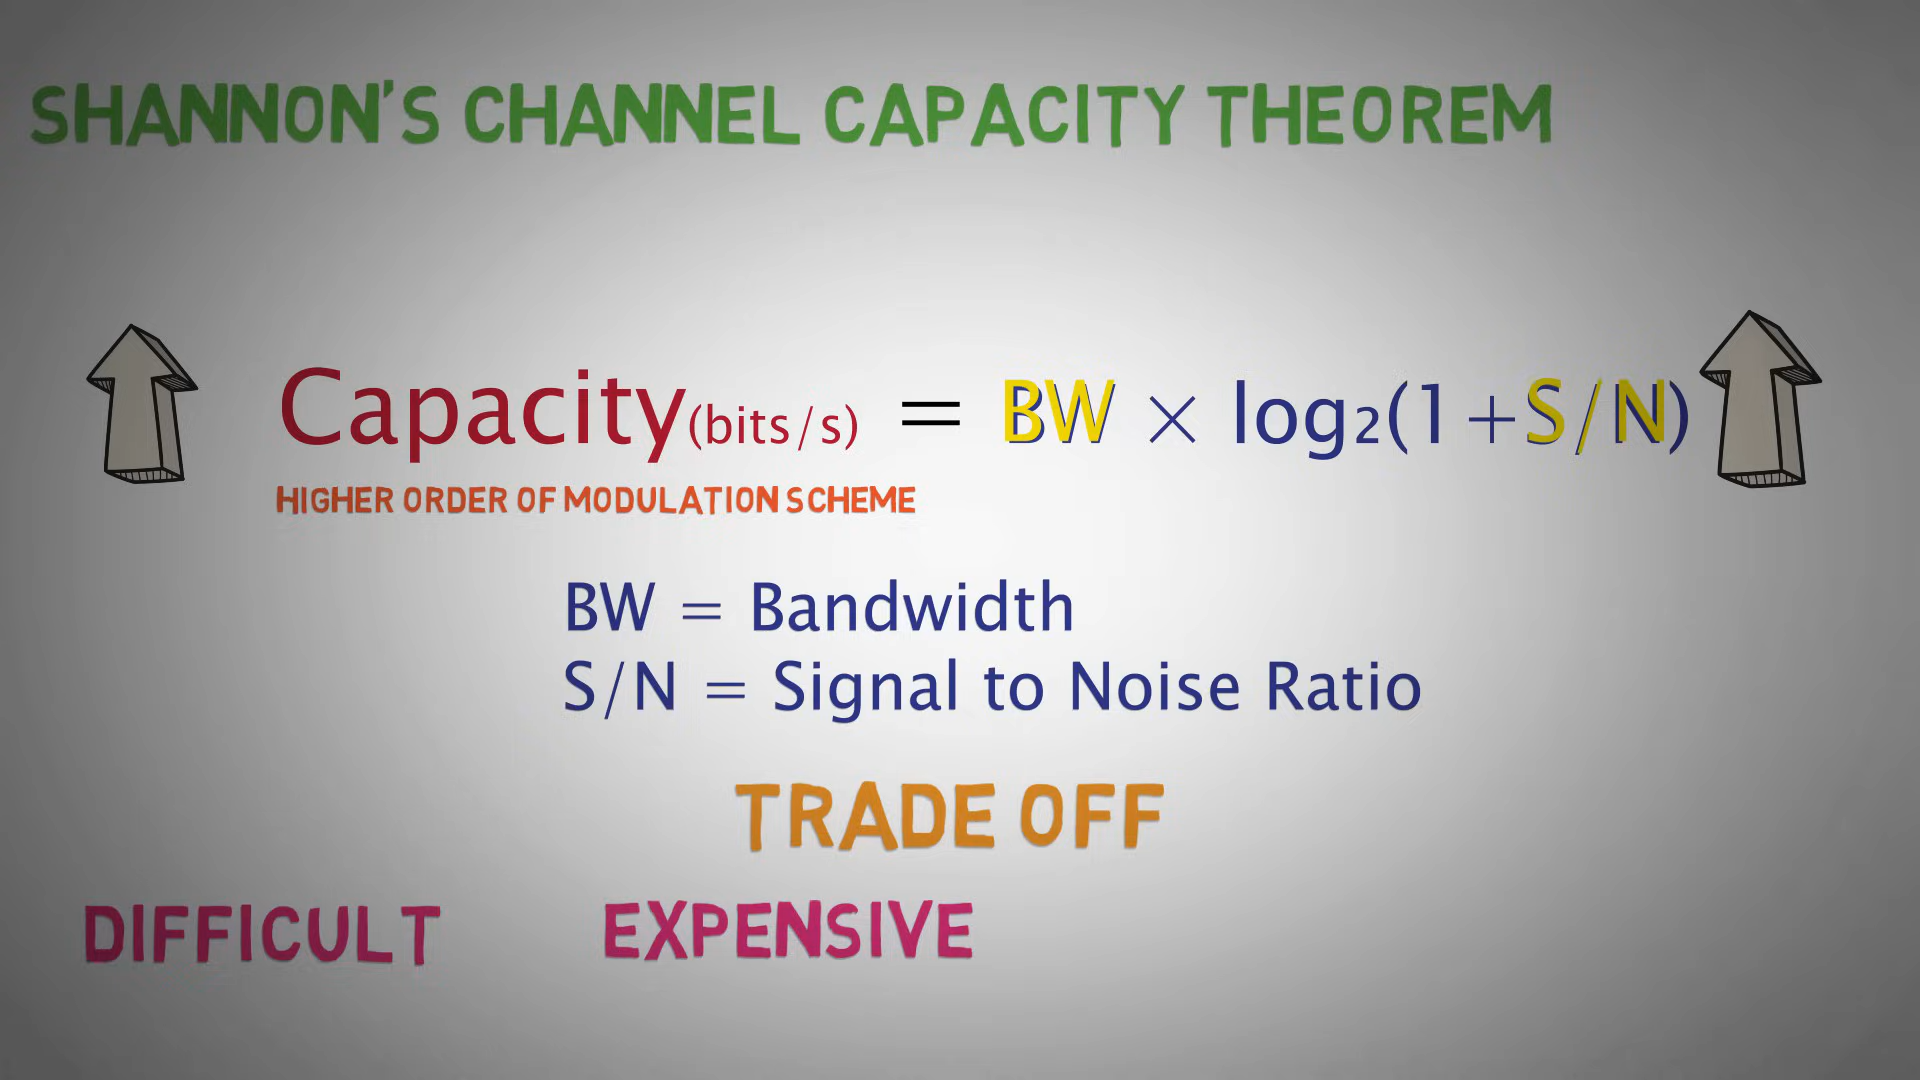 SHANNON'S CHANNEL CAPACITY THEOREM
Capacity(bits/s) = BW × log₂(1+S/N)
HIGHER ORDER OF MODULATION SCHEME
BW = Bandwidth
S/N = Signal to Noise Ratio
TRADE OFF
DIFFICULT EXPENSIVE